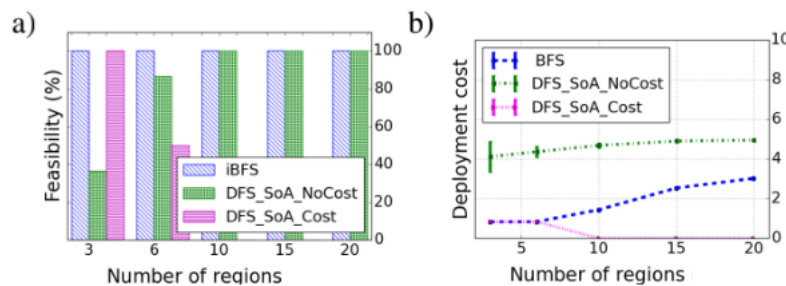 a)
Feasibility (%)
100
80
60
40
20
0
iBFS
DFS_SoA_NoCost
DFS_SoA_Cost
3 6 10 15 20
Number of regions
b)
Deployment cost
10
8
6
4
2
0
BFS
DFS_SoA_NoCost
DFS_SoA_Cost
5 10 15 20
Number of regions